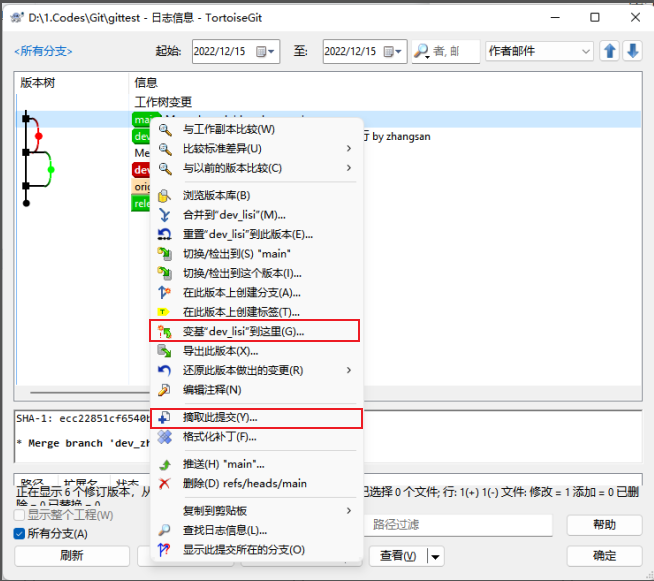 D:\1.Codes\Git\gittest - 日志信息 - TortoiseGit
<所有分支>
起始: 2022/12/15 至: 2022/12/15 者, 邮 作者邮件
版本树 信息
工作树变更
mai
dev 行 by zhangsan
Me
dev
orig
rele
与工作副本比较(W)
比较标准差异(U)
与以前的版本比较(C)
浏览版本库(B)
合并到“dev_lisi”(M)...
重置“dev_lisi”到此版本(E)...
切换/检出到(S) "main"
切换/检出到这个版本(I)...
在此版本上创建分支(A)...
在此版本上创建标签(T)...
变基“dev_lisi”到这里(G)...
导出此版本(X)...
还原此版本做出的变更(R)
编辑注释(N)
摘取此提交(Y)...
格式化补丁(F)...
推送(H) "main"...
删除(D) refs/heads/main
复制到剪贴板
查找日志信息(L)...
显示此提交所在的分支(O)
SHA-1: ecc22851cf6540b
* Merge branch 'dev_zh
路径 扩展名 状态
正在显示 6 个修订版本，从 已选择 0 个文件; 行: 1(+) 1(-) 文件: 修改 = 1 添加 = 0 已删
除 = 0 已替换 = 0
显示整个工程(W) 路径过滤 帮助
所有分支(A)
刷新 查看(V) 确定